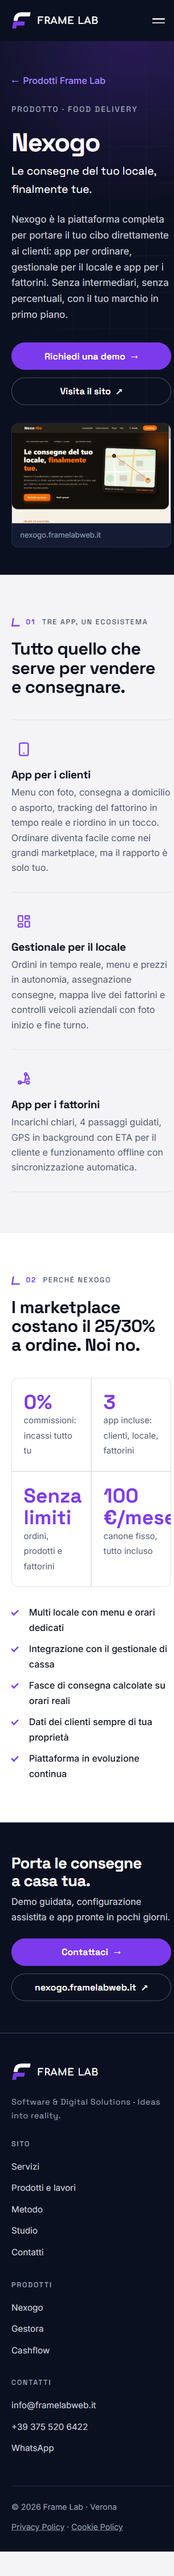 FRAME LAB
← Prodotti Frame Lab
PRODOTTO · FOOD DELIVERY
Nexogo
Le consegne del tuo locale,
finalmente tue.
Nexogo è la piattaforma completa
per portare il tuo cibo direttamente
ai clienti: app per ordinare,
gestionale per il locale e app per i
fattorini. Senza intermediari, senza
percentuali, con il tuo marchio in
primo piano.
Richiedi una demo →
Visita il sito ↗
Le consegne del tuo
locale, finalmente
tue.
nexogo.framelabweb.it
01 TRE APP, UN ECOSISTEMA
Tutto quello che
serve per vendere
e consegnare.
App per i clienti
Menu con foto, consegna a domicilio
o asporto, tracking del fattorino in
tempo reale e riordino in un tocco.
Ordinare diventa facile come nei
grandi marketplace, ma il rapporto è
solo tuo.
Gestionale per il locale
Ordini in tempo reale, menu e prezzi
in autonomia, assegnazione
consegne, mappa live dei fattorini e
controlli veicoli aziendali con foto
inizio e fine turno.
App per i fattorini
Incarichi chiari, 4 passaggi guidati,
GPS in background con ETA per il
cliente e funzionamento offline con
sincronizzazione automatica.
02 PERCHÉ NEXOGO
I marketplace
costano il 25/30%
a ordine. Noi no.
0%
commissioni:
incassi tutto
tu
3
app incluse:
clienti, locale,
fattorini
Senza
limiti
ordini,
prodotti e
fattorini
100
€/mese
canone fisso,
tutto incluso
Multi locale con menu e orari
dedicati
Integrazione con il gestionale di
cassa
Fasce di consegna calcolate su
orari reali
Dati dei clienti sempre di tua
proprietà
Piattaforma in evoluzione
continua
Porta le consegne
a casa tua.
Demo guidata, configurazione
assistita e app pronte in pochi giorni.
Contattaci →
nexogo.framelabweb.it ↗
FRAME LAB
Software & Digital Solutions · Ideas
into reality.
SITO
Servizi
Prodotti e lavori
Metodo
Studio
Contatti
PRODOTTI
Nexogo
Gestora
Cashflow
CONTATTI
info@framelabweb.it
+39 375 520 6422
WhatsApp
© 2026 Frame Lab · Verona
Privacy Policy · Cookie Policy